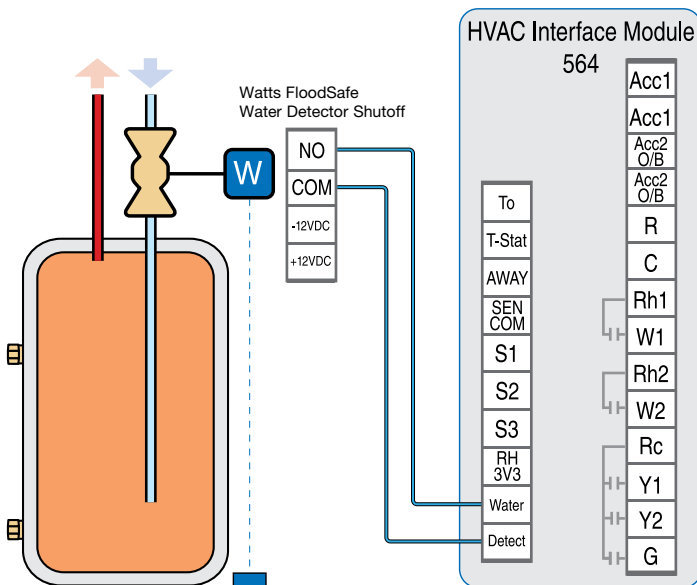 HVAC Interface Module
564
Watts FloodSafe
Water Detector Shutoff
W
NO
COM
-12VDC
+12VDC
To
T-Stat
AWAY
SEN
COM
S1
S2
S3
RH
3V3
Water
Detect
Acc1
Acc1
Acc2
O/B
Acc2
O/B
R
C
Rh1
W1
Rh2
W2
Rc
Y1
Y2
G